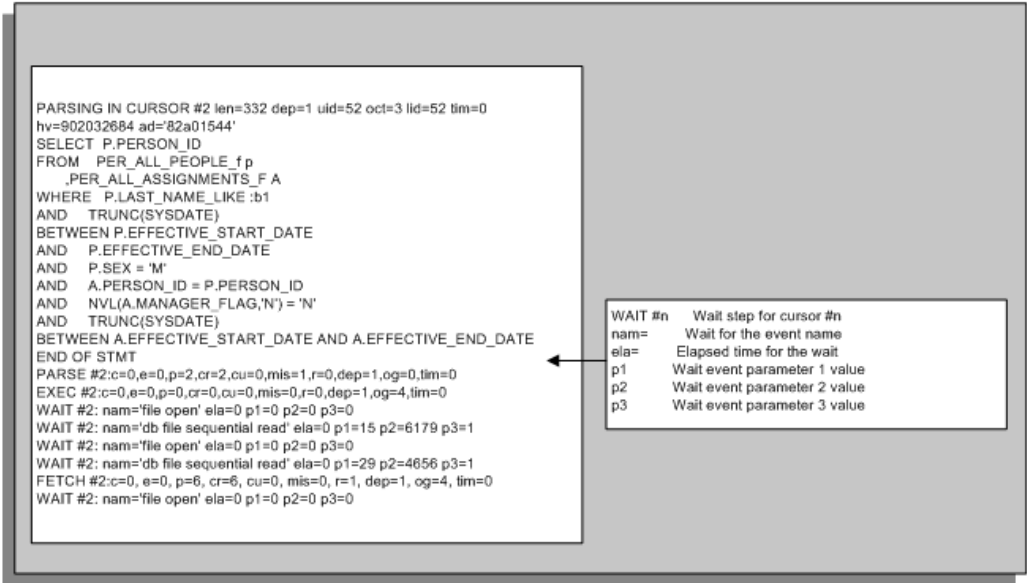 PARSING IN CURSOR #2 len=332 dep=1 uid=52 oct=3 lid=52 tim=0
hv=902032684 ad='82a01544'
SELECT P.PERSON_ID
FROM PER_ALL_PEOPLE_f p
,PER_ALL_ASSIGNMENTS_F A
WHERE P.LAST_NAME_LIKE :b1
AND TRUNC(SYSDATE)
BETWEEN P.EFFECTIVE_START_DATE
AND P.EFFECTIVE_END_DATE
AND P.SEX = 'M'
AND A.PERSON_ID = P.PERSON_ID
AND NVL(A.MANAGER_FLAG,'N') = 'N'
AND TRUNC(SYSDATE)
BETWEEN A.EFFECTIVE_START_DATE AND A.EFFECTIVE_END_DATE
END OF STMT
PARSE #2:c=0,e=0,p=2,cr=2,cu=0,mis=1,r=0,dep=1,og=0,tim=0
EXEC #2:c=0,e=0,p=0,cr=0,cu=0,mis=0,r=0,dep=1,og=4,tim=0
WAIT #2: nam='file open' ela=0 p1=0 p2=0 p3=0
WAIT #2: nam='db file sequential read' ela=0 p1=15 p2=6179 p3=1
WAIT #2: nam='file open' ela=0 p1=0 p2=0 p3=0
WAIT #2: nam='db file sequential read' ela=0 p1=29 p2=4656 p3=1
FETCH #2:c=0, e=0, p=6, cr=6, cu=0, mis=0, r=1, dep=1, og=4, tim=0
WAIT #2: nam='file open' ela=0 p1=0 p2=0 p3=0
WAIT #n Wait step for cursor #n
nam= Wait for the event name
ela= Elapsed time for the wait
p1 Wait event parameter 1 value
p2 Wait event parameter 2 value
p3 Wait event parameter 3 value